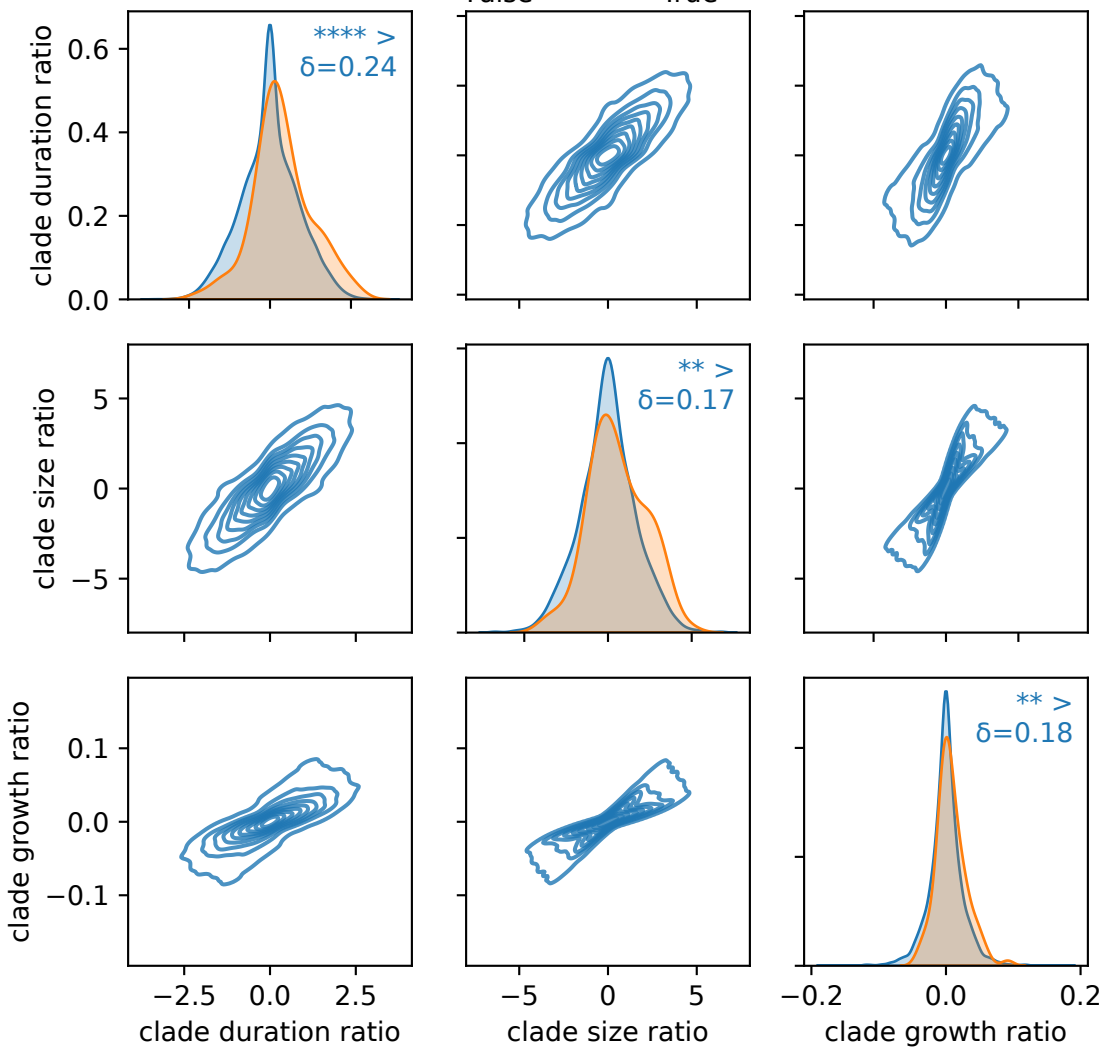 **** >
δ=0.24
0.6
0.4
0.2
0.0
clade duration ratio
** >
δ=0.17
5
0
−5
clade size ratio
** >
δ=0.18
0.1
0.0
−0.1
clade growth ratio
−2.5 0.0 2.5
clade duration ratio
−5 0 5
clade size ratio
−0.2 0.0 0.2
clade growth ratio